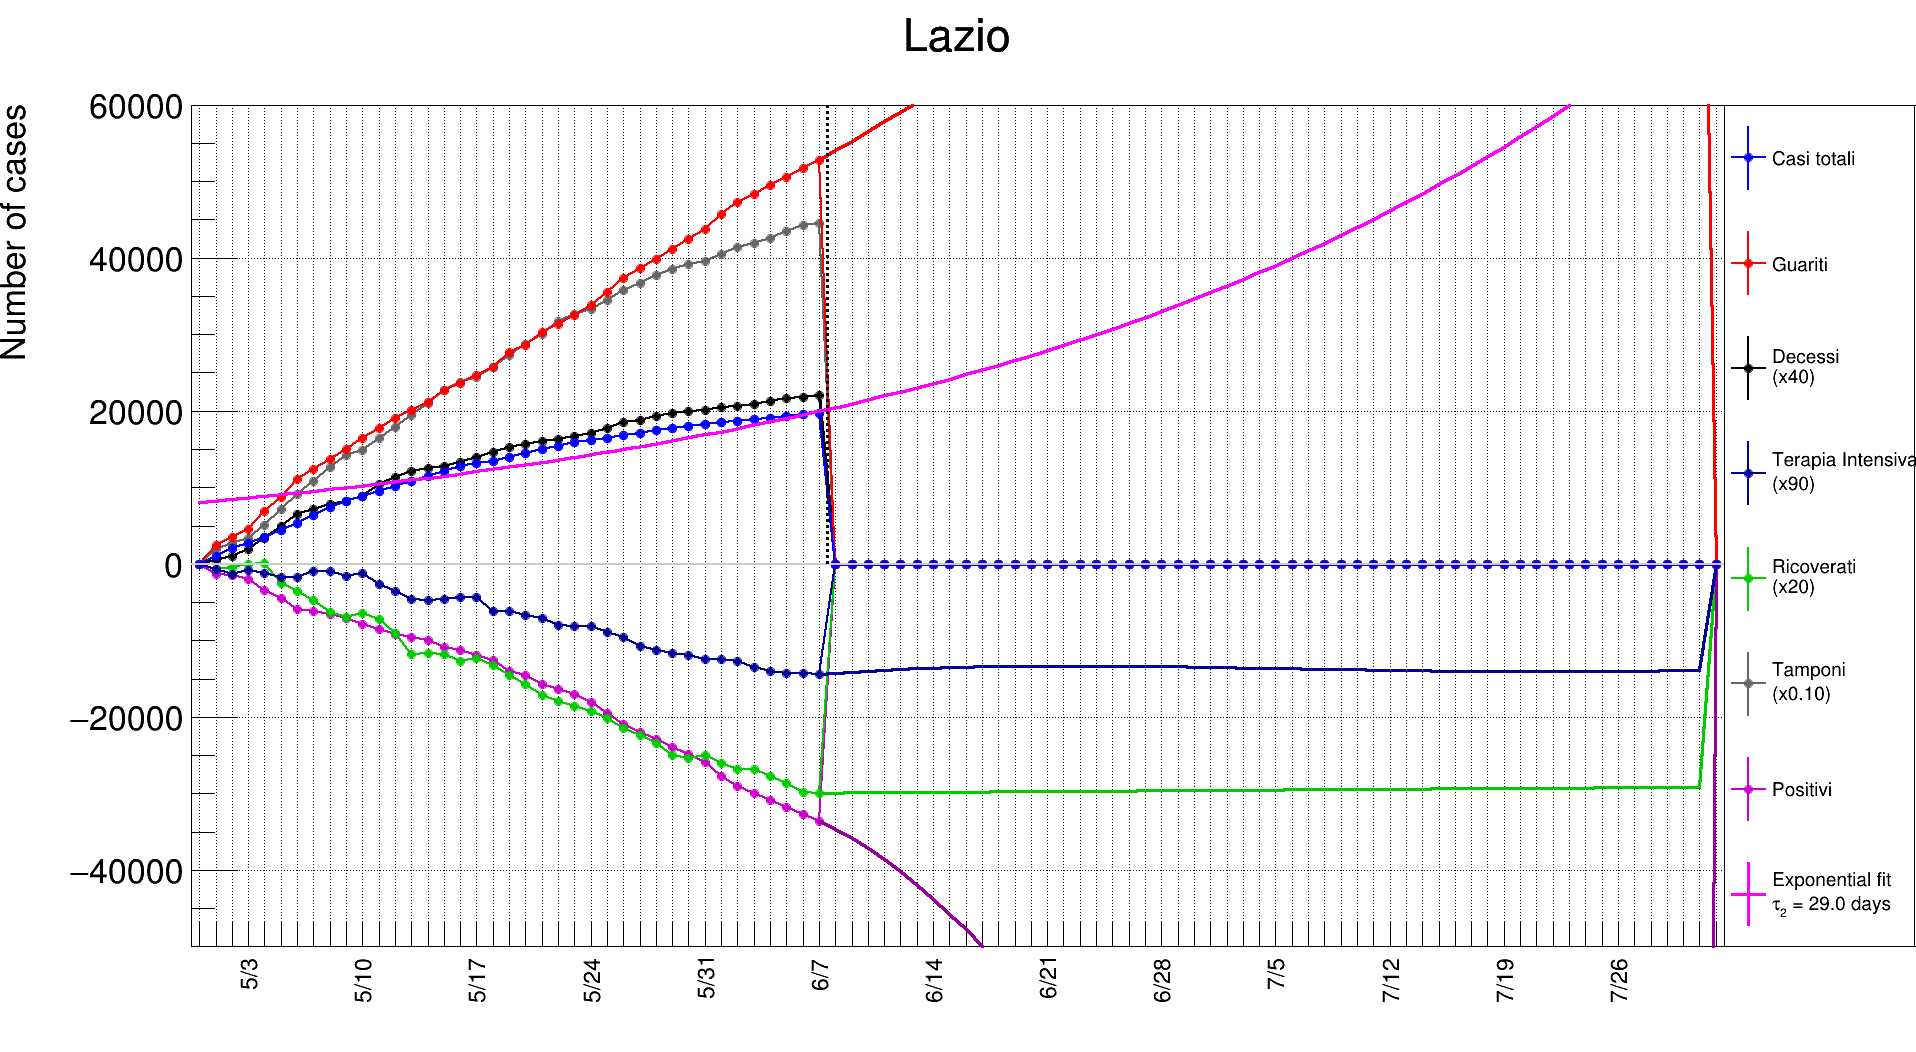 Lazio
Number of cases
60000
40000
20000
0
−20000
−40000
5/3
5/10
5/17
5/24
5/31
6/7
6/14
6/21
6/28
7/5
7/12
7/19
7/26
Casi totali
Guariti
Decessi
(x40)
Terapia Intensiva
(x90)
Ricoverati
(x20)
Tamponi
(x0.10)
Positivi
Exponential fit
τ₂ = 29.0 days